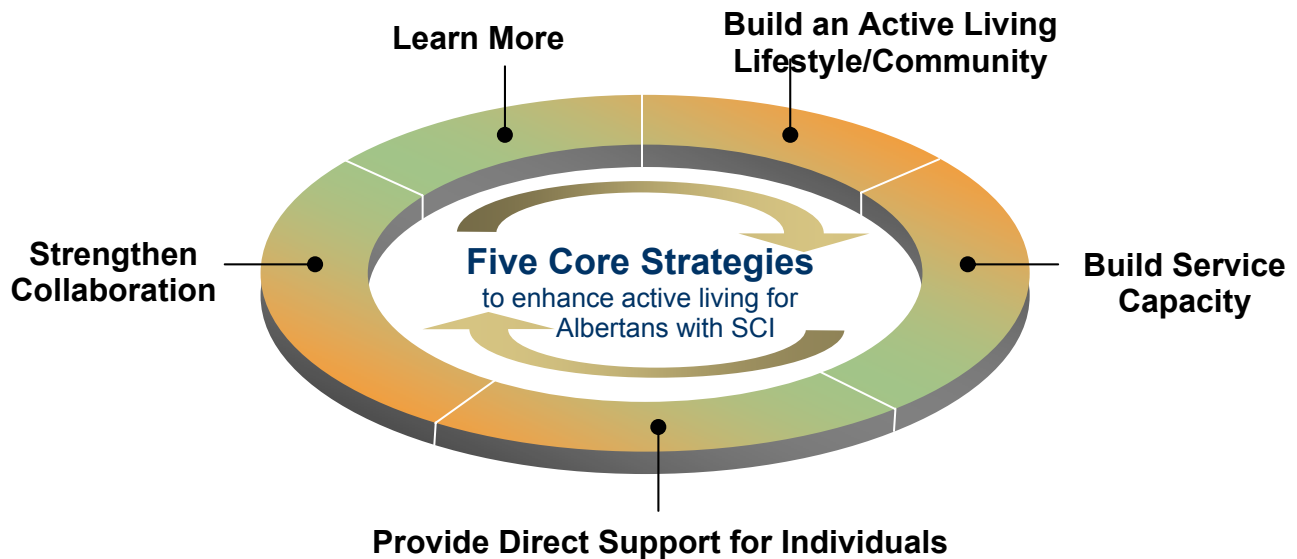 Learn More
Build an Active Living
Lifestyle/Community
Strengthen
Collaboration
Five Core Strategies
to enhance active living for
Albertans with SCI
Build Service
Capacity
Provide Direct Support for Individuals